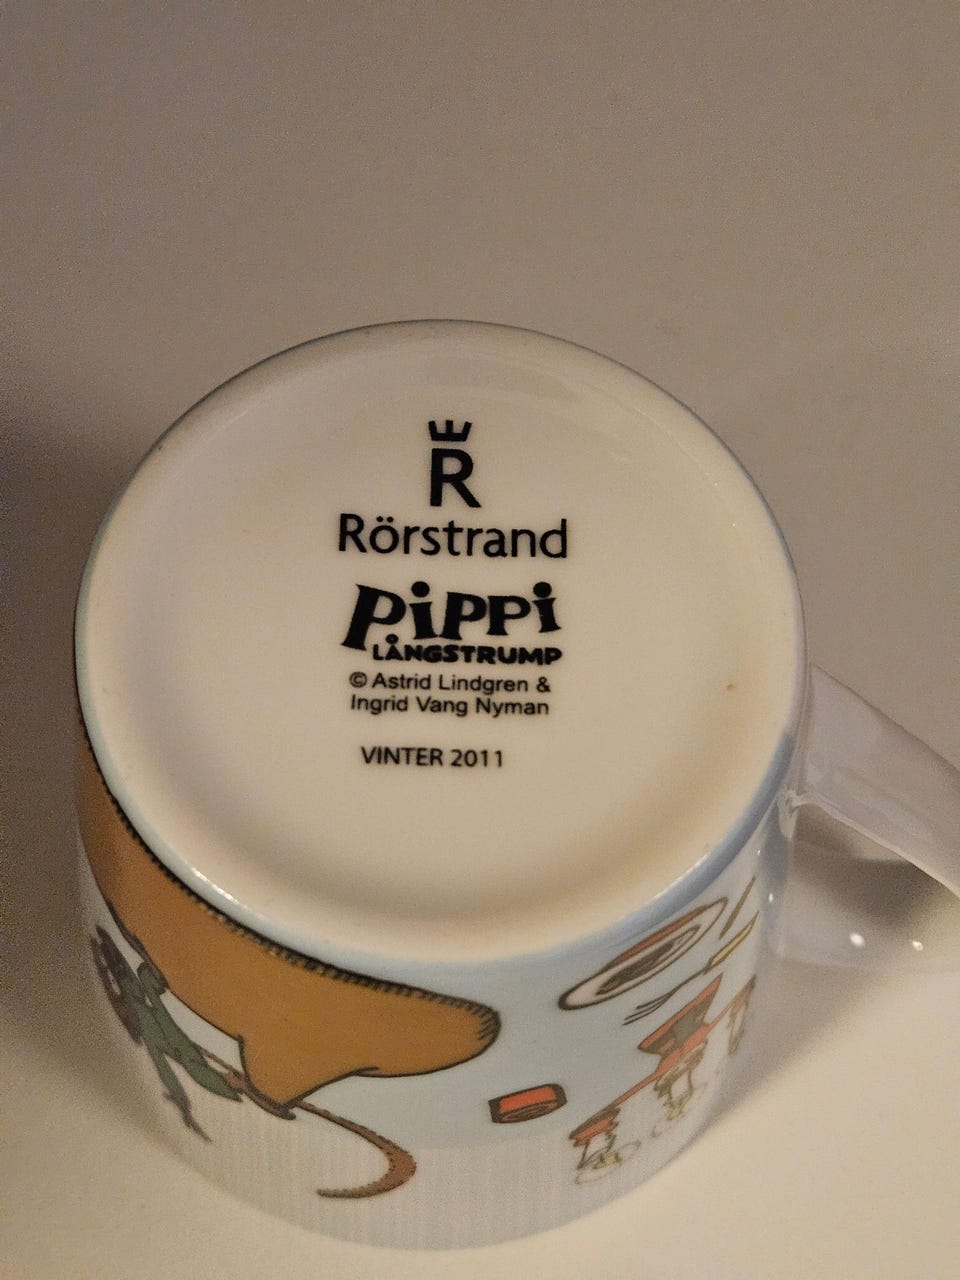 R
Rörstrand
PiPPi
LÅNGSTRUMP
© Astrid Lindgren &
Ingrid Vang Nyman
VINTER 2011